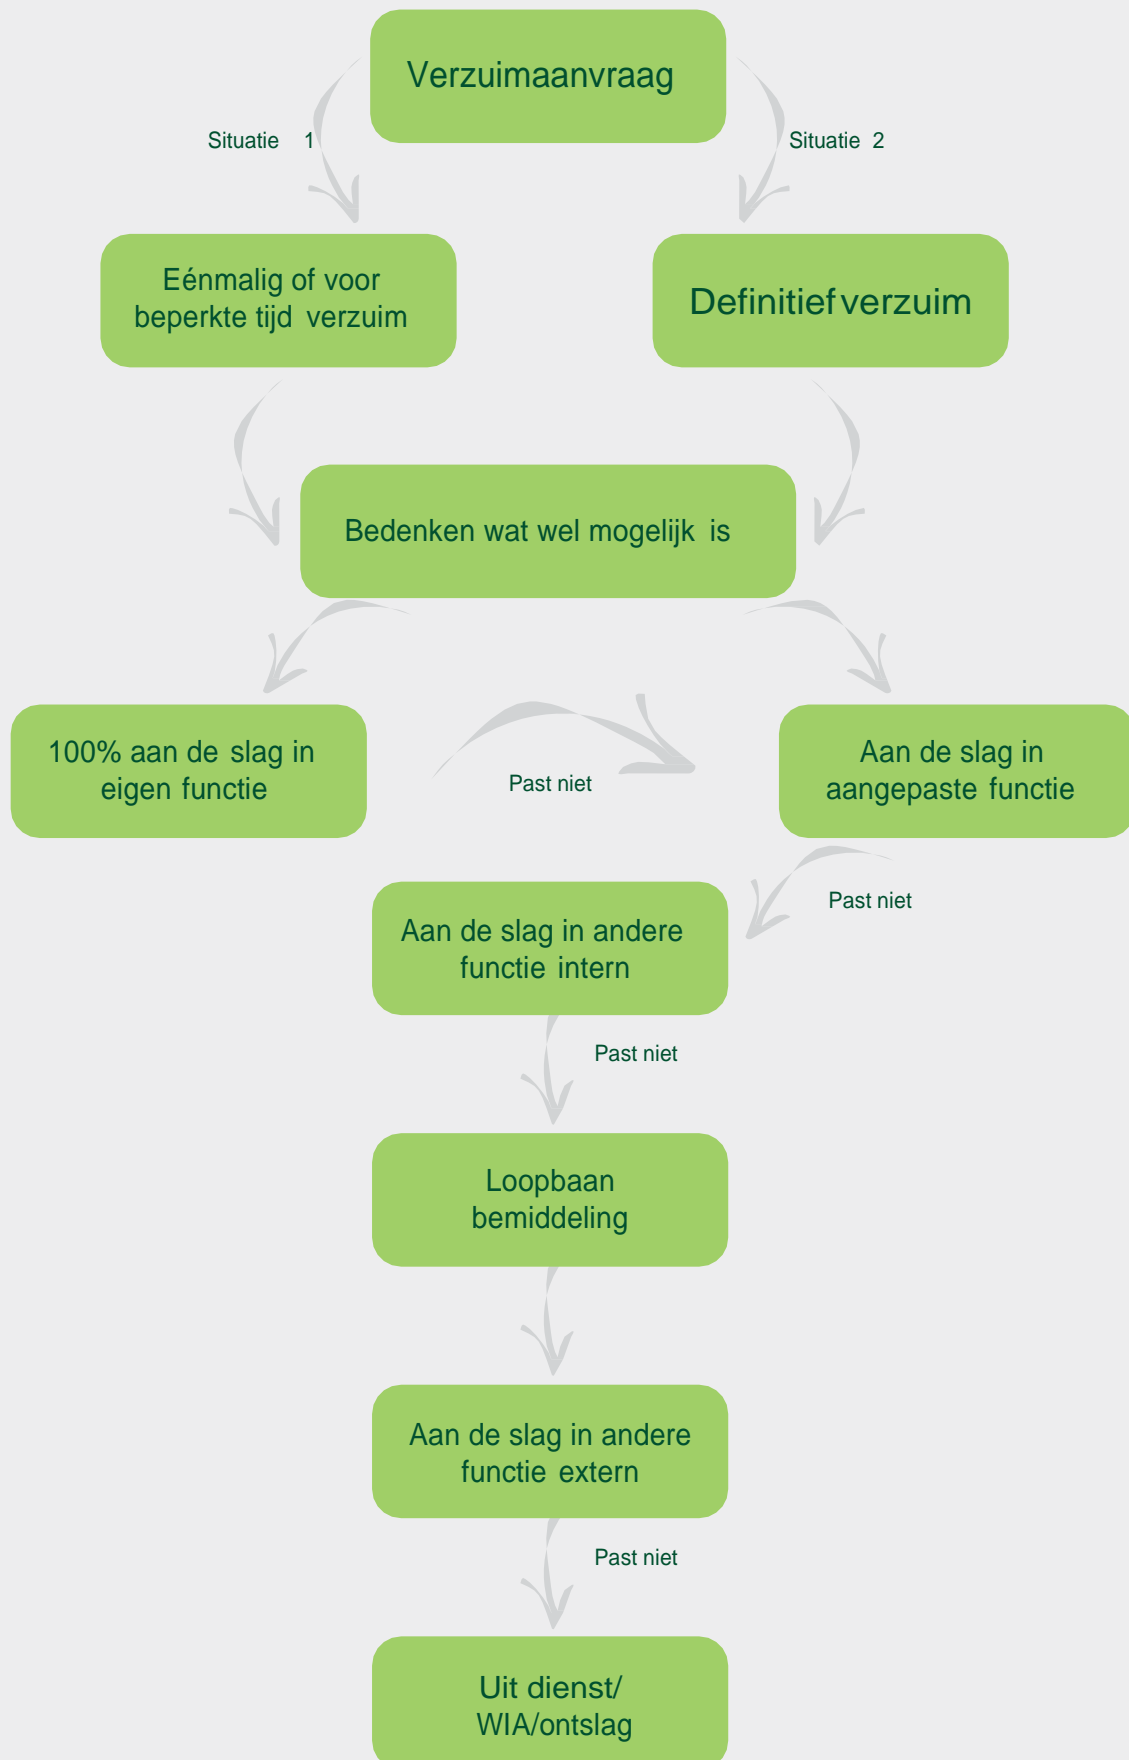 Verzuimaanvraag
Situatie 1
Situatie 2
Eénmalig of voor
beperkte tijd verzuim
Definitief verzuim
Bedenken wat wel mogelijk is
100% aan de slag in
eigen functie
Past niet
Aan de slag in
aangepaste functie
Past niet
Aan de slag in andere
functie intern
Past niet
Loopbaan
bemiddeling
Aan de slag in andere
functie extern
Past niet
Uit dienst/
WIA/ontslag